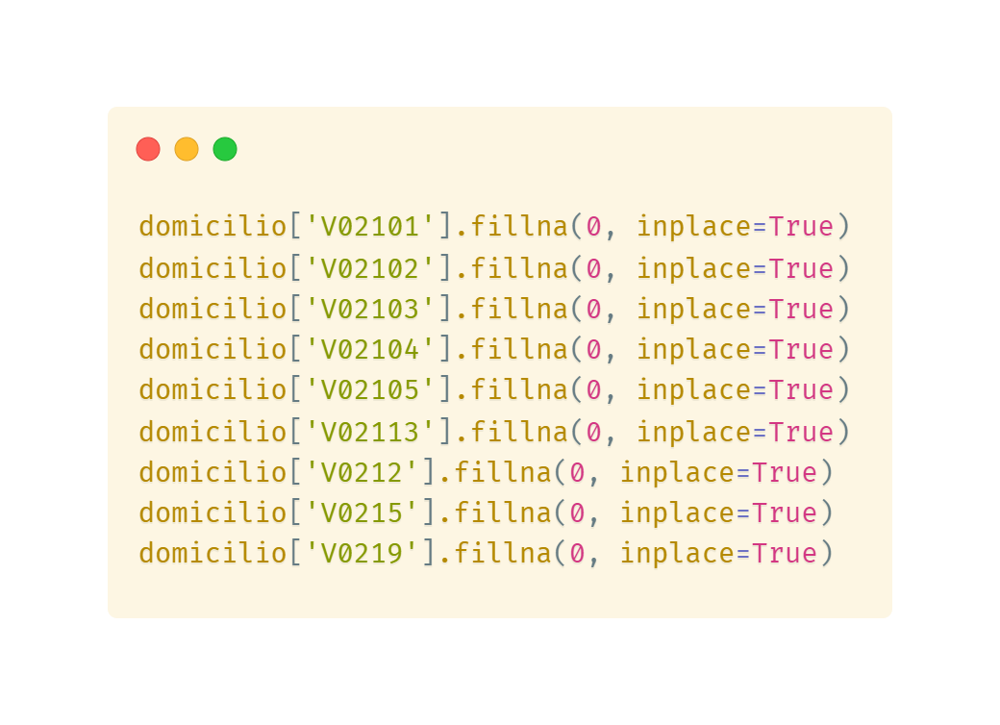 domicilio['V02101'].fillna(0, inplace=True)
domicilio['V02102'].fillna(0, inplace=True)
domicilio['V02103'].fillna(0, inplace=True)
domicilio['V02104'].fillna(0, inplace=True)
domicilio['V02105'].fillna(0, inplace=True)
domicilio['V02113'].fillna(0, inplace=True)
domicilio['V0212'].fillna(0, inplace=True)
domicilio['V0215'].fillna(0, inplace=True)
domicilio['V0219'].fillna(0, inplace=True)